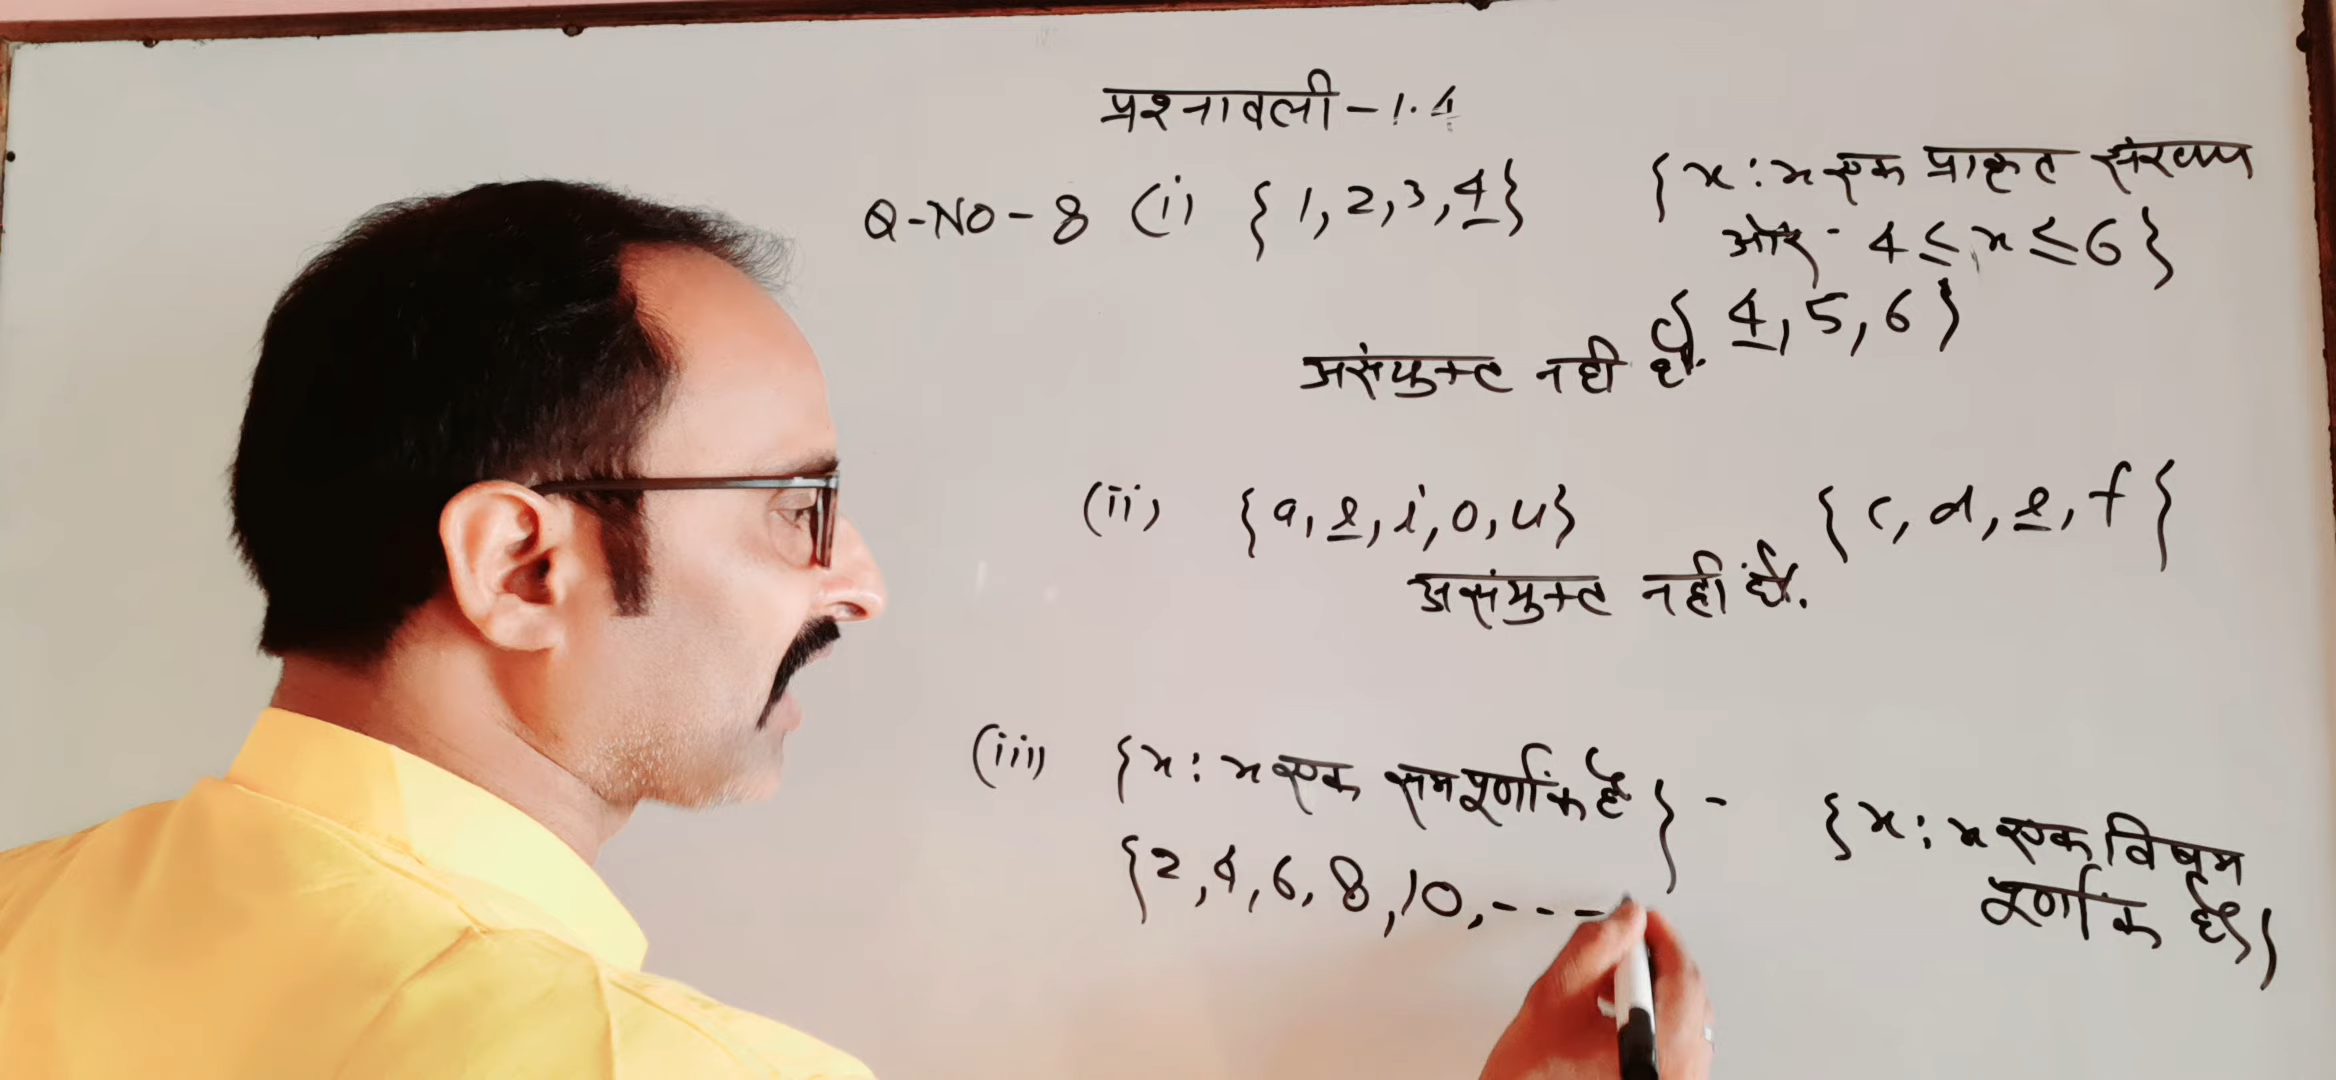 प्रश्नावली - 1.4
Q-NO-8 (i) {1, 2, 3, 4} {x : x एक प्राकृत संख्या
और 4 ≤ x ≤ 6}
{4, 5, 6}
असंयुक्त नही है.
(ii) {a, e, i, o, u} {c, d, e, f}
असंयुक्त नहीं है.
(iii) {x : x एक सम पूर्णांक है} - {x : x एक विषम
पूर्णांक है}
{2, 4, 6, 8, 10, ---